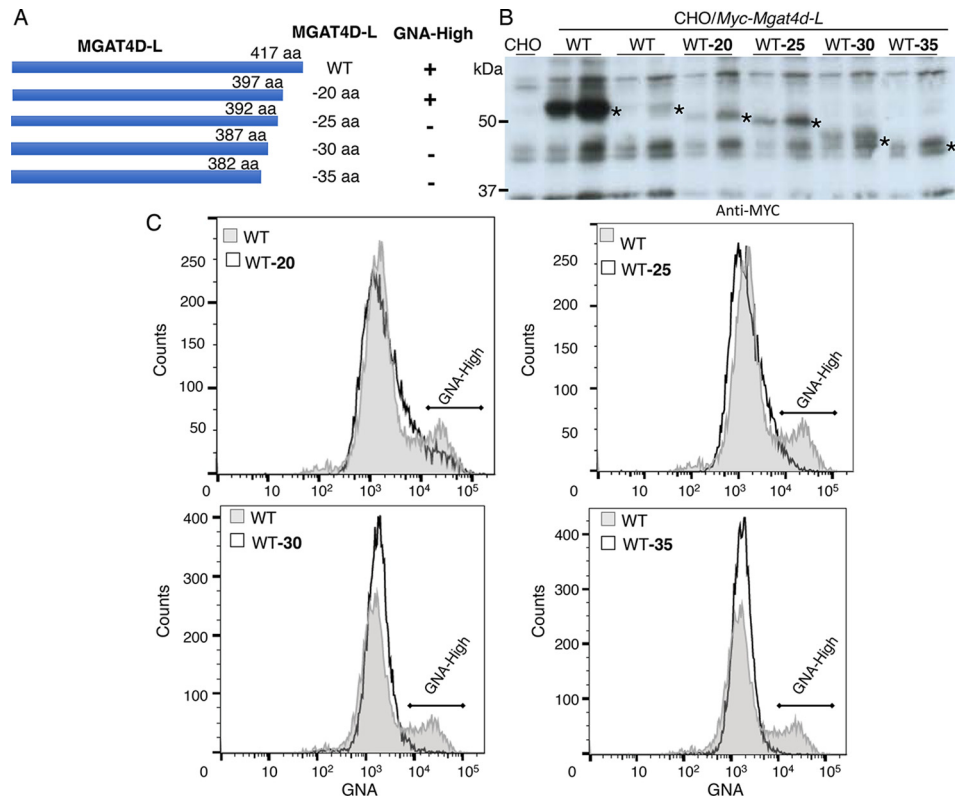 A
MGAT4D-L
MGAT4D-L
GNA-High
417 aa
WT
+
397 aa
-20 aa
+
392 aa
-25 aa
-
387 aa
-30 aa
-
382 aa
-35 aa
-
B
CHO/Myc-Mgat4d-L
CHO WT WT WT-20 WT-25 WT-30 WT-35
kDa
* * * * * *
50
37
Anti-MYC
C
WT
WT-20
Counts
250
200
150
100
50
0
GNA-High
0 10 10² 10³ 10⁴ 10⁵
WT
WT-25
Counts
250
200
150
100
50
0
GNA-High
0 10 10² 10³ 10⁴ 10⁵
WT
WT-30
Counts
400
300
200
100
0
GNA-High
0 10 10² 10³ 10⁴ 10⁵
GNA
WT
WT-35
Counts
400
300
200
100
0
GNA-High
0 10 10² 10³ 10⁴ 10⁵
GNA